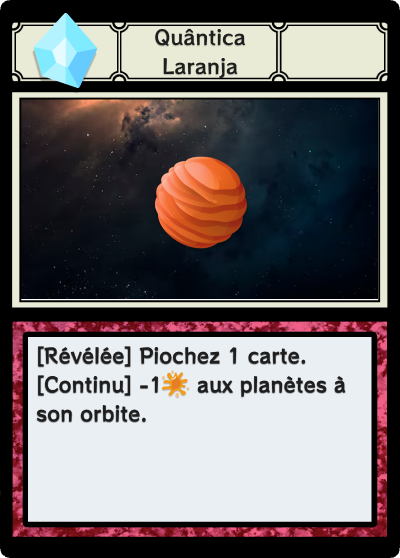 Quântica
Laranja
[Révélée] Piochez 1 carte.
[Continu] -1 aux planètes à
son orbite.